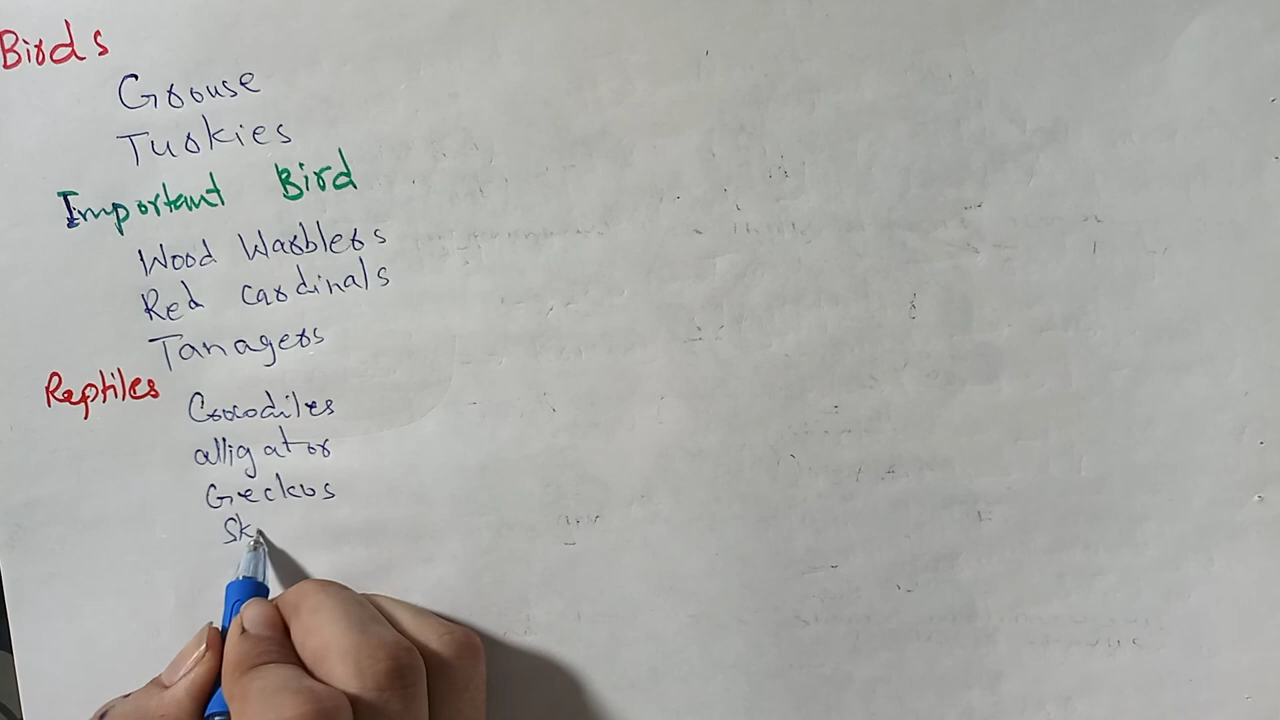 Birds
Grouse
Turkies
Important Bird
Wood Warblers
Red cardinals
Tanagers
Reptiles
Crocodiles
alligator
Geckos
Sk